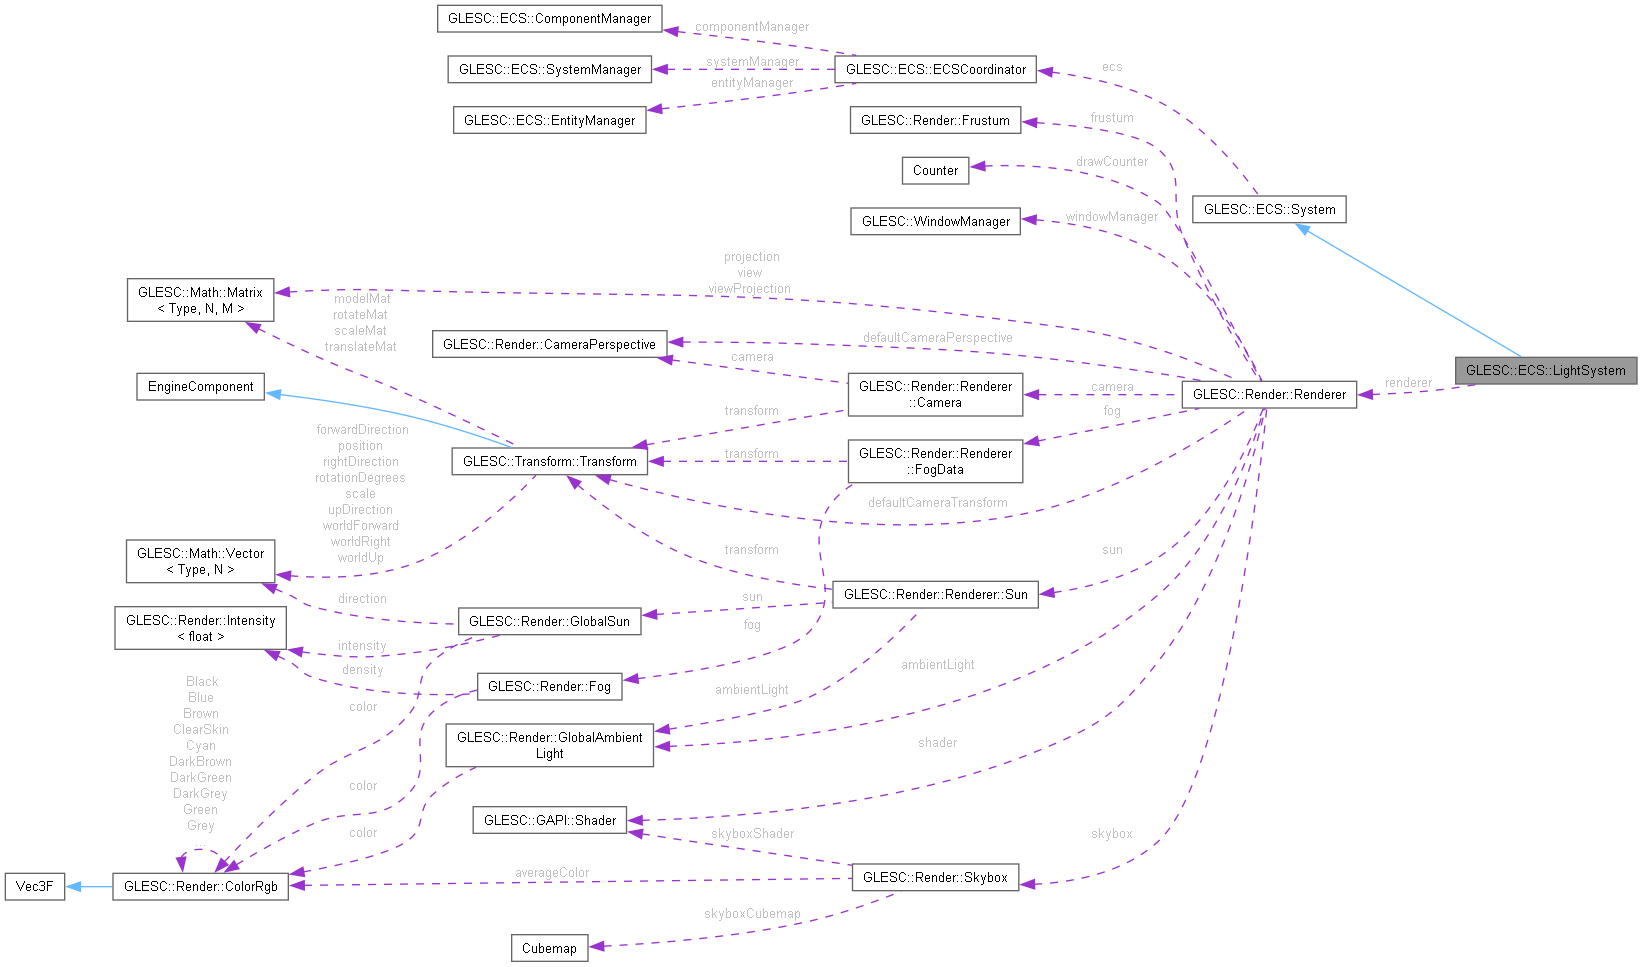 GLESC::ECS::ComponentManager
componentManager
GLESC::ECS::SystemManager
systemManager
GLESC::ECS::ECSCoordinator
ecs
entityManager
GLESC::ECS::EntityManager
GLESC::Render::Frustum
frustum
Counter
drawCounter
GLESC::WindowManager
windowManager
GLESC::ECS::System
projection
view
viewProjection
GLESC::Math::Matrix
< Type, N, M >
modelMat
rotateMat
scaleMat
translateMat
GLESC::Render::CameraPerspective
defaultCameraPerspective
camera
GLESC::ECS::LightSystem
renderer
EngineComponent
GLESC::Render::Renderer
::Camera
camera
GLESC::Render::Renderer
transform
fog
forwardDirection
position
rightDirection
rotationDegrees
scale
upDirection
worldForward
worldRight
worldUp
GLESC::Transform::Transform
transform
GLESC::Render::Renderer
::FogData
defaultCameraTransform
GLESC::Math::Vector
< Type, N >
transform
sun
direction
GLESC::Render::Intensity
< float >
GLESC::Render::GlobalSun
sun
fog
GLESC::Render::Renderer::Sun
intensity
density
GLESC::Render::Fog
ambientLight
ambientLight
color
Black
Blue
Brown
ClearSkin
Cyan
DarkBrown
DarkGreen
DarkGrey
Green
Grey
...
GLESC::Render::GlobalAmbient
Light
shader
color
color
GLESC::GAPI::Shader
skyboxShader
skybox
Vec3F
GLESC::Render::ColorRgb
averageColor
GLESC::Render::Skybox
skyboxCubemap
Cubemap